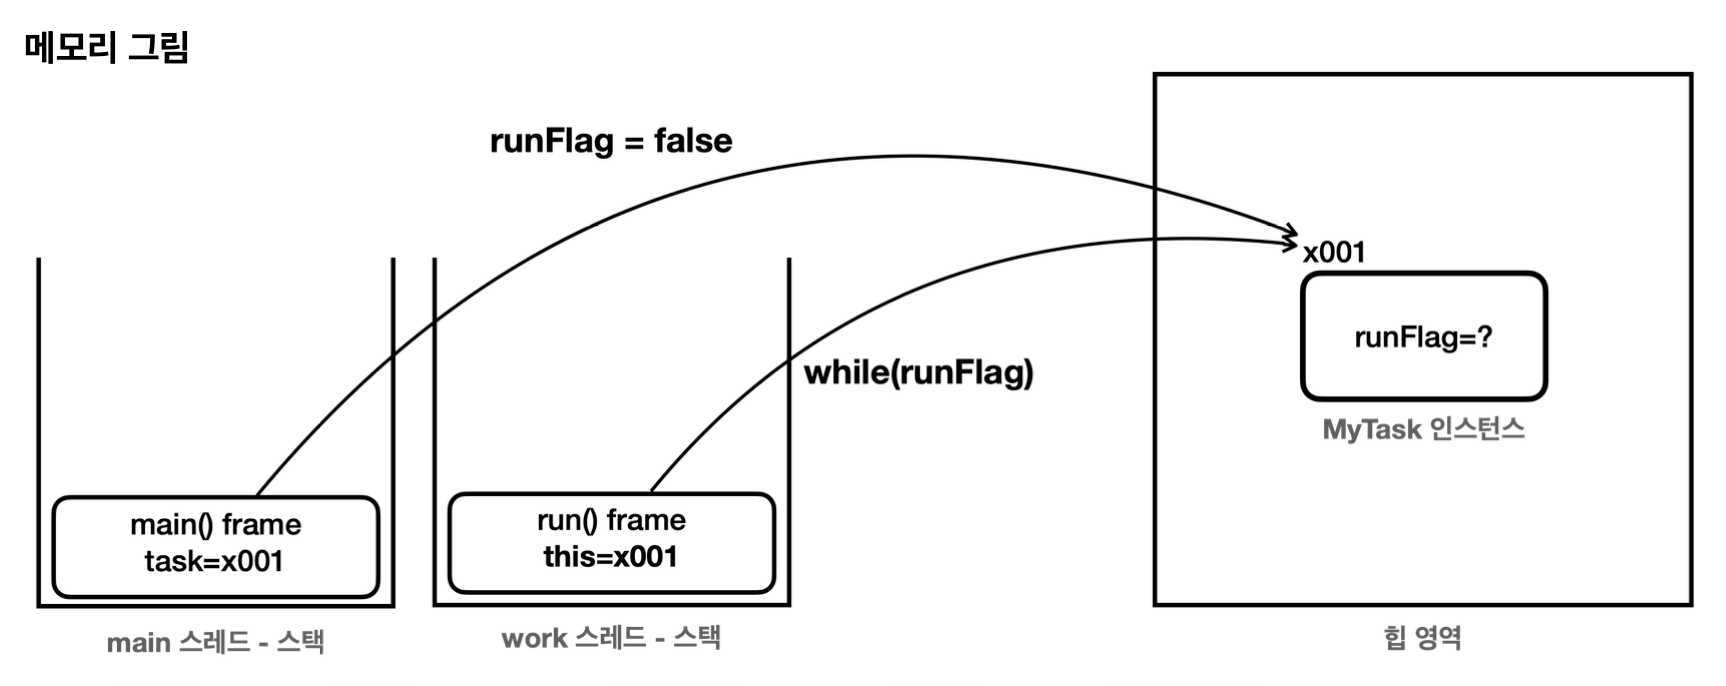 메모리 그림
runFlag = false
x001
runFlag=?
while(runFlag)
MyTask 인스턴스
main() frame
task=x001
run() frame
this=x001
main 스레드 - 스택
work 스레드 - 스택
힙 영역